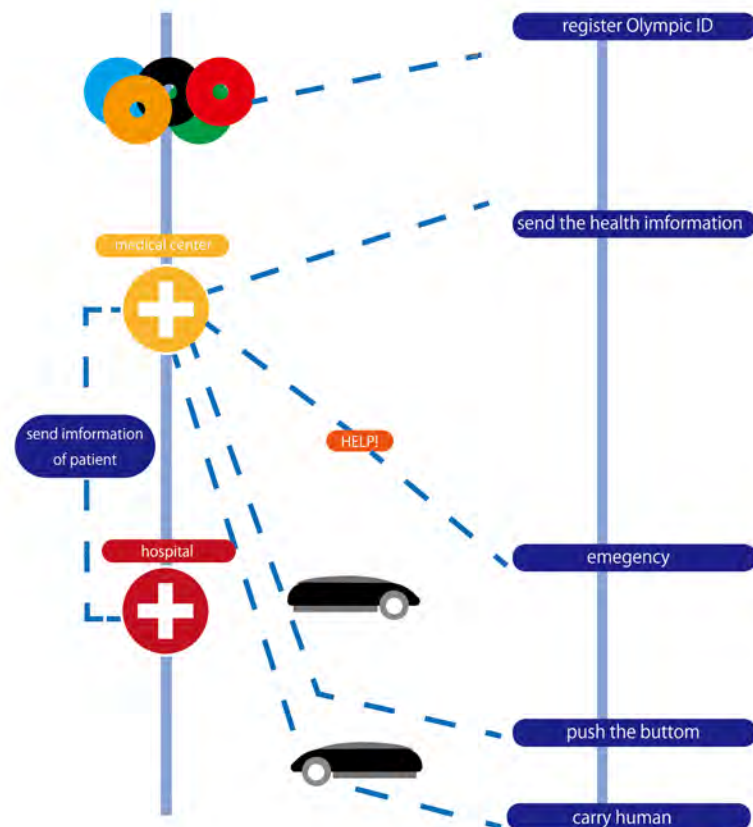 register Olympic ID
send the health imformation
medical center
HELP!
send imformation
of patient
hospital
emegency
push the buttom
carry human